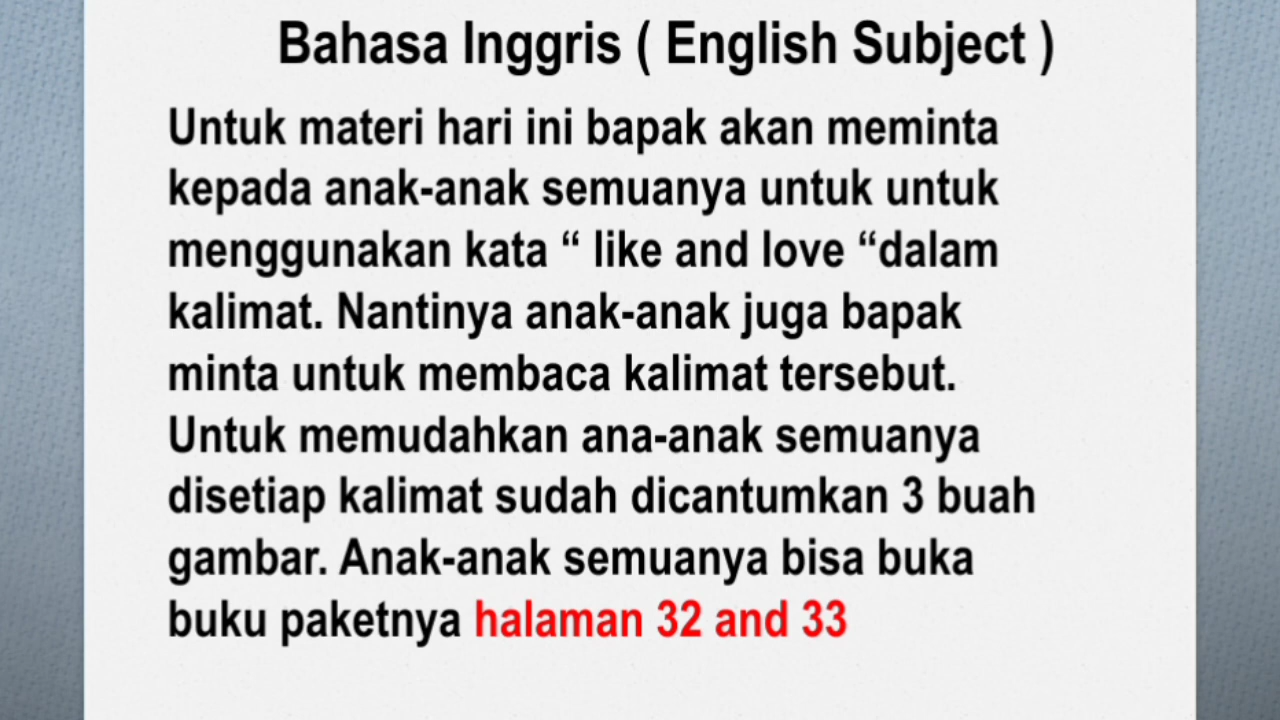 Bahasa Inggris ( English Subject )
Untuk materi hari ini bapak akan meminta
kepada anak-anak semuanya untuk untuk
menggunakan kata “ like and love “dalam
kalimat. Nantinya anak-anak juga bapak
minta untuk membaca kalimat tersebut.
Untuk memudahkan ana-anak semuanya
disetiap kalimat sudah dicantumkan 3 buah
gambar. Anak-anak semuanya bisa buka
buku paketnya halaman 32 and 33